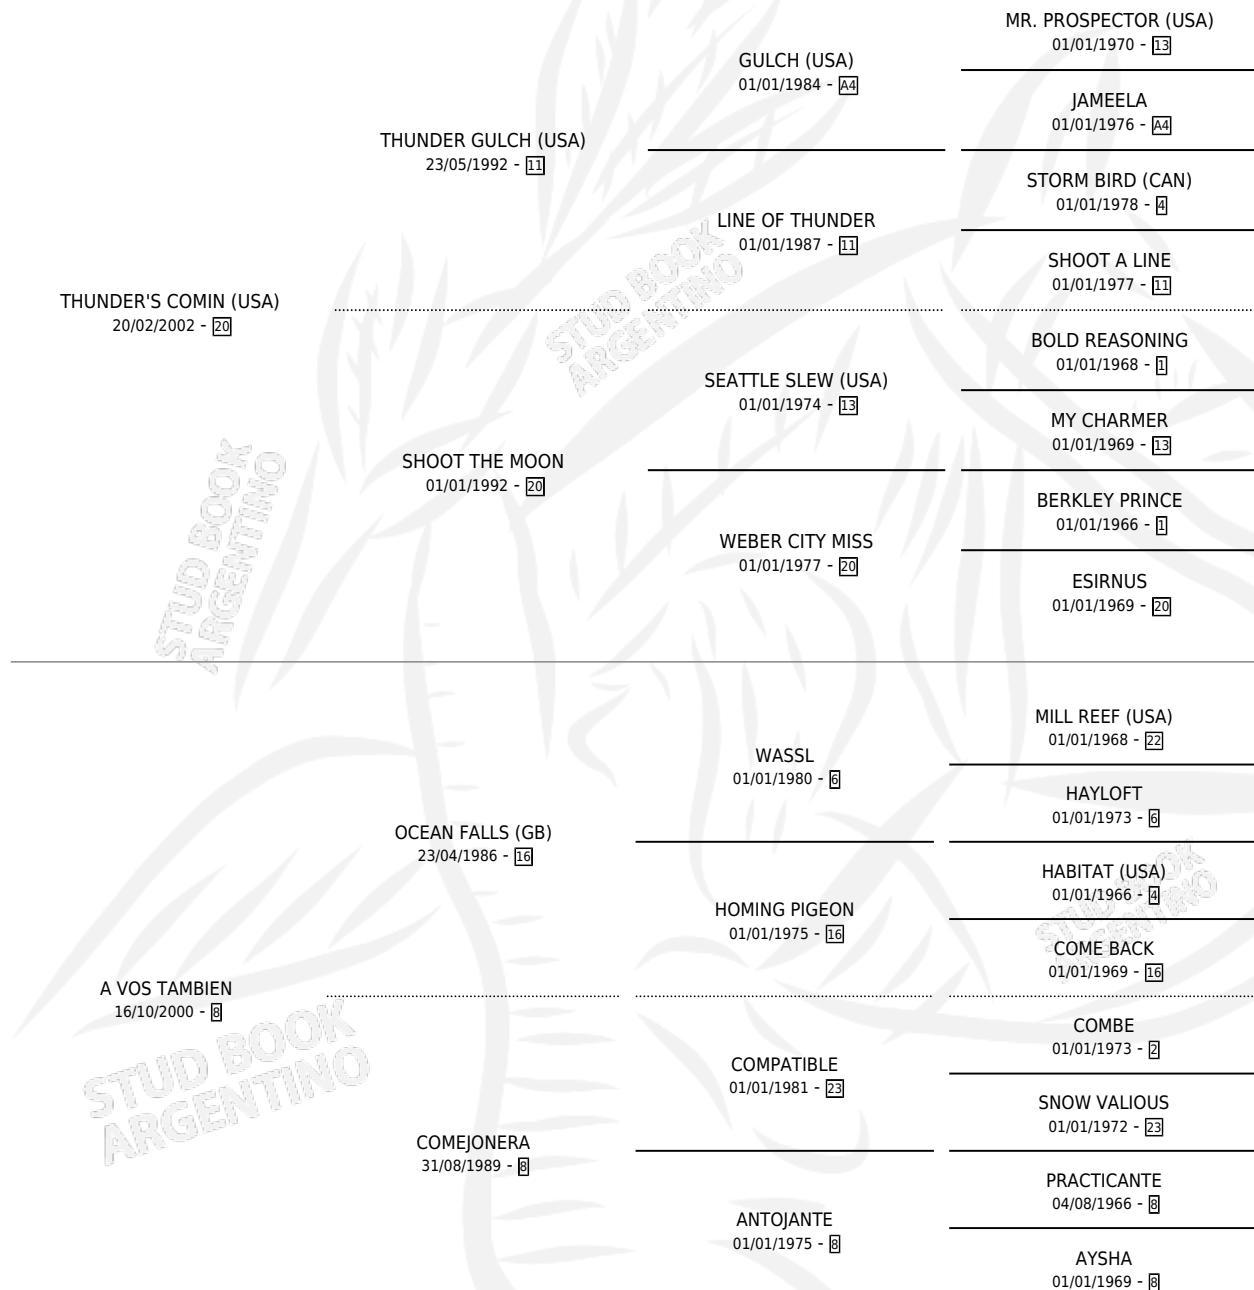 MR. PROSPECTOR (USA)
01/01/1970 - 13
GULCH (USA)
01/01/1984 - A4
JAMEELA
01/01/1976 - A4
THUNDER GULCH (USA)
23/05/1992 - 11
STORM BIRD (CAN)
01/01/1978 - 4
LINE OF THUNDER
01/01/1987 - 11
SHOOT A LINE
01/01/1977 - 11
THUNDER'S COMIN (USA)
20/02/2002 - 20
STUD BOOK
ARGENTINO
BOLD REASONING
01/01/1968 - 1
SEATTLE SLEW (USA)
01/01/1974 - 13
MY CHARMER
01/01/1969 - 13
SHOOT THE MOON
01/01/1992 - 20
BERKLEY PRINCE
01/01/1966 - 1
WEBER CITY MISS
01/01/1977 - 20
ESIRNUS
01/01/1969 - 20
STUD BOOK
ARGENTINO
MILL REEF (USA)
01/01/1968 - 22
WASSL
01/01/1980 - 6
HAYLOFT
01/01/1973 - 6
OCEAN FALLS (GB)
23/04/1986 - 16
HABITAT (USA)
01/01/1966 - 4
HOMING PIGEON
01/01/1975 - 16
STUD BOOK
ARGENTINO
COME BACK
01/01/1969 - 16
A VOS TAMBIEN
16/10/2000 - 8
COMBE
01/01/1973 - 2
COMPATIBLE
01/01/1981 - 23
SNOW VALIOUS
01/01/1972 - 23
STUD BOOK
ARGENTINO
COMEJONERA
31/08/1989 - 8
PRACTICANTE
04/08/1966 - 8
ANTOJANTE
01/01/1975 - 8
AYSHA
01/01/1969 - 8